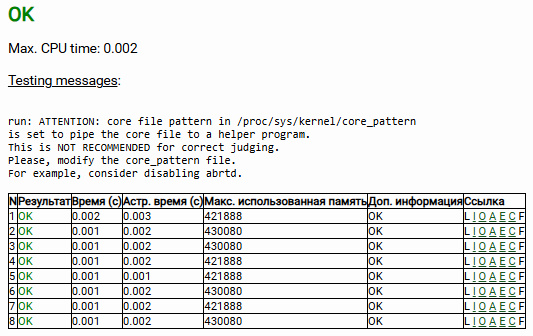 OK
Max. CPU time: 0.002
Testing messages:
run: ATTENTION: core file pattern in /proc/sys/kernel/core_pattern
is set to pipe the core file to a helper program.
This is NOT RECOMMENDED for correct judging.
Please, modify the core_pattern file.
For example, consider disabling abrtd.
N Результат Время (с) Астр. время (с) Макс. использованная память Доп. информация Ссылка
1 OK 0.002 0.003 421888 OK L I O A E C F
2 OK 0.001 0.002 430080 OK L I O A E C F
3 OK 0.001 0.002 430080 OK L I O A E C F
4 OK 0.001 0.002 421888 OK L I O A E C F
5 OK 0.001 0.001 421888 OK L I O A E C F
6 OK 0.001 0.002 430080 OK L I O A E C F
7 OK 0.001 0.002 421888 OK L I O A E C F
8 OK 0.001 0.002 430080 OK L I O A E C F